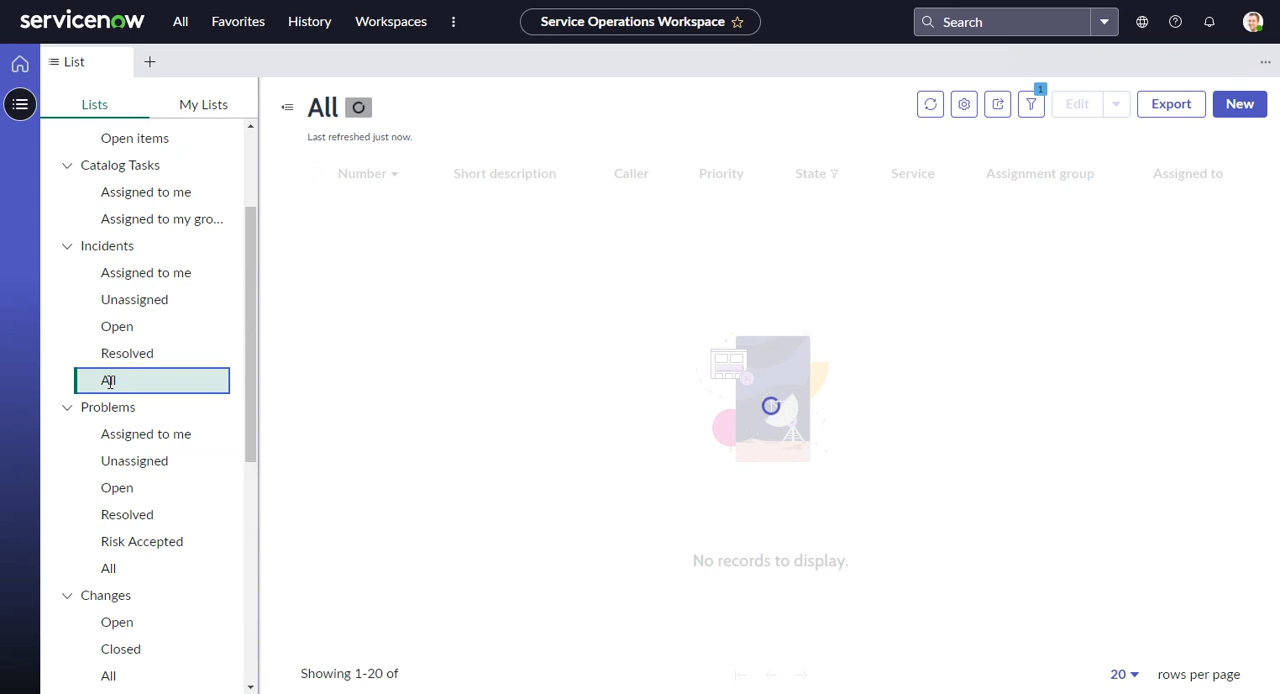 servicenow All Favorites History Workspaces Service Operations Workspace Search
List
Lists My Lists
Open items
Catalog Tasks
Assigned to me
Assigned to my gro...
Incidents
Assigned to me
Unassigned
Open
Resolved
All
Problems
Assigned to me
Unassigned
Open
Resolved
Risk Accepted
All
Changes
Open
Closed
All
All
1
Edit Export New
Last refreshed just now.
Number Short description Caller Priority State Service Assignment group Assigned to
No records to display.
Showing 1-20 of
20 rows per page